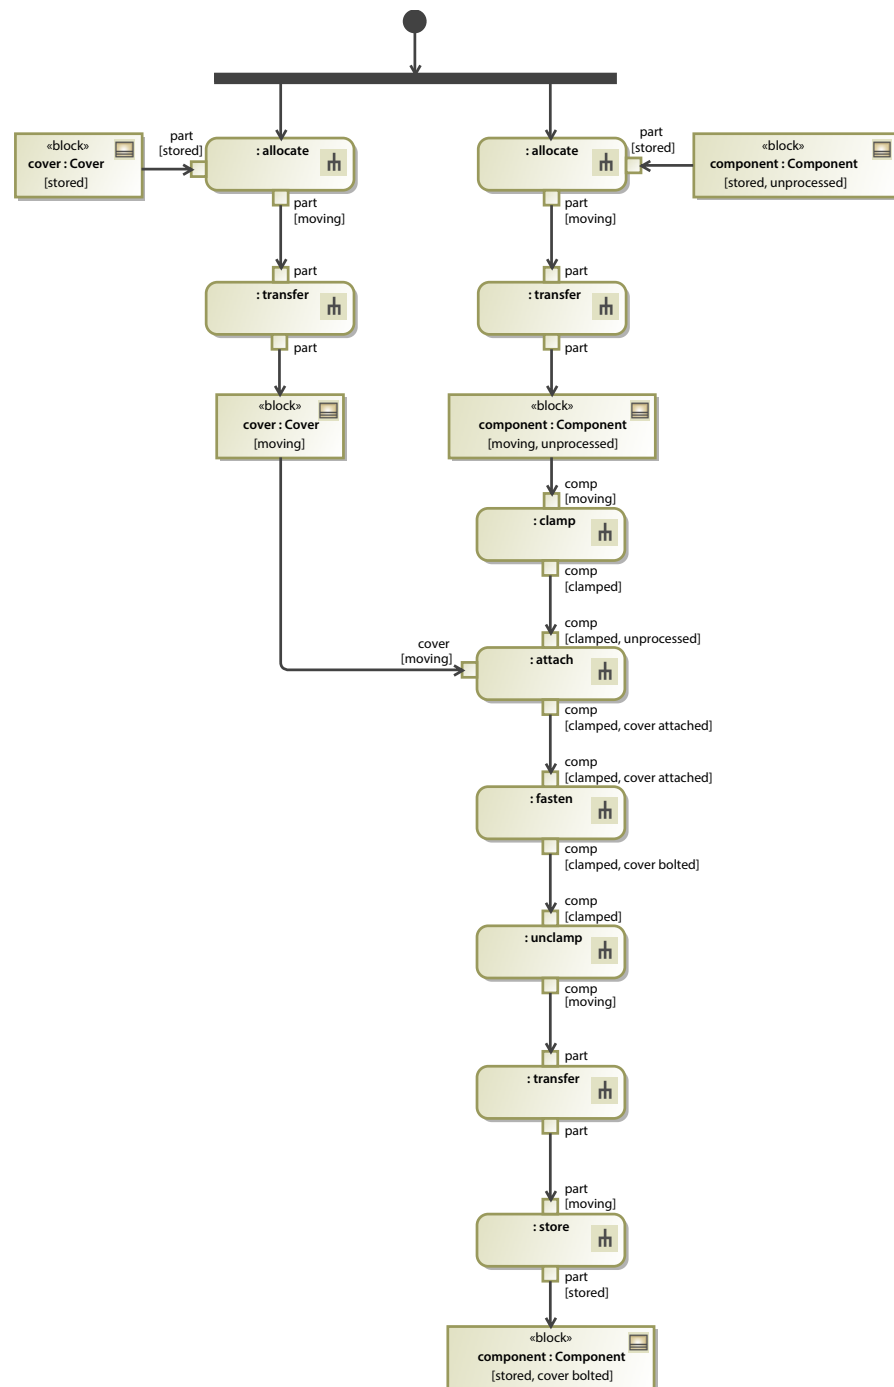 part
[stored]
«block»
cover : Cover
[stored]
: allocate
part
[moving]
: allocate
part
[stored]
«block»
component : Component
[stored, unprocessed]
part
[moving]
part
: transfer
part
part
: transfer
part
«block»
cover : Cover
[moving]
«block»
component : Component
[moving, unprocessed]
comp
[moving]
: clamp
comp
[clamped]
comp
[clamped, unprocessed]
cover
[moving]
: attach
comp
[clamped, cover attached]
comp
[clamped, cover attached]
: fasten
comp
[clamped, cover bolted]
comp
[clamped]
: unclamp
comp
[moving]
part
: transfer
part
part
[moving]
: store
part
[stored]
«block»
component : Component
[stored, cover bolted]